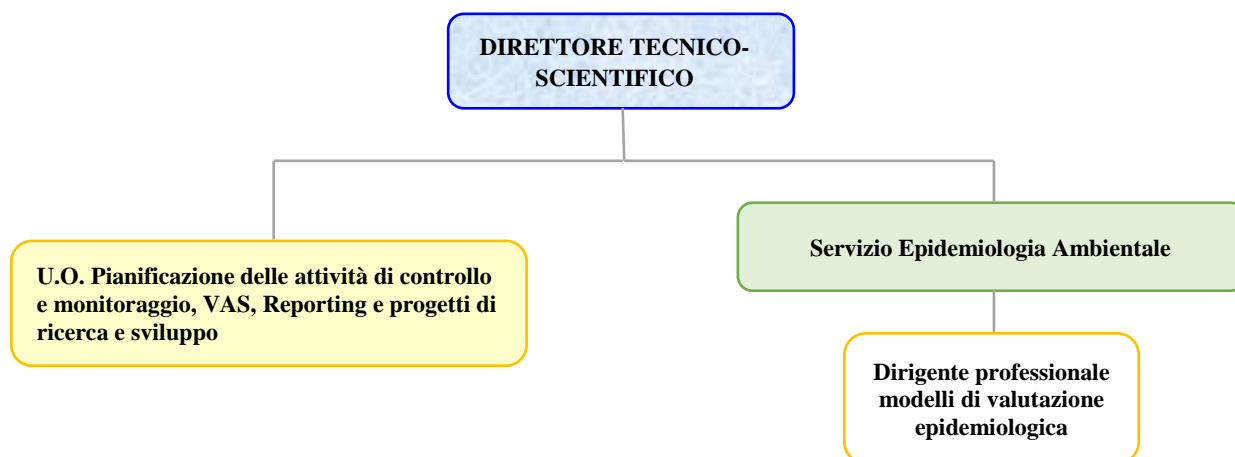 DIRETTORE TECNICO-
SCIENTIFICO
U.O. Pianificazione delle attività di controllo
e monitoraggio, VAS, Reporting e progetti di
ricerca e sviluppo
Servizio Epidemiologia Ambientale
Dirigente professionale
modelli di valutazione
epidemiologica